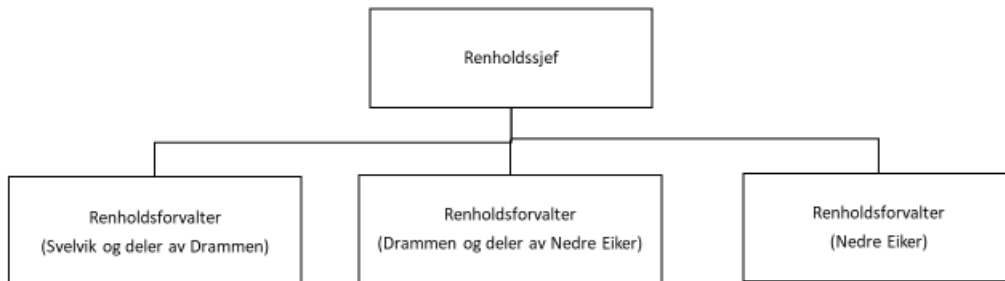 Renholdssjef
Renholdsforvalter
(Svelvik og deler av Drammen)
Renholdsforvalter
(Drammen og deler av Nedre Eiker)
Renholdsforvalter
(Nedre Eiker)